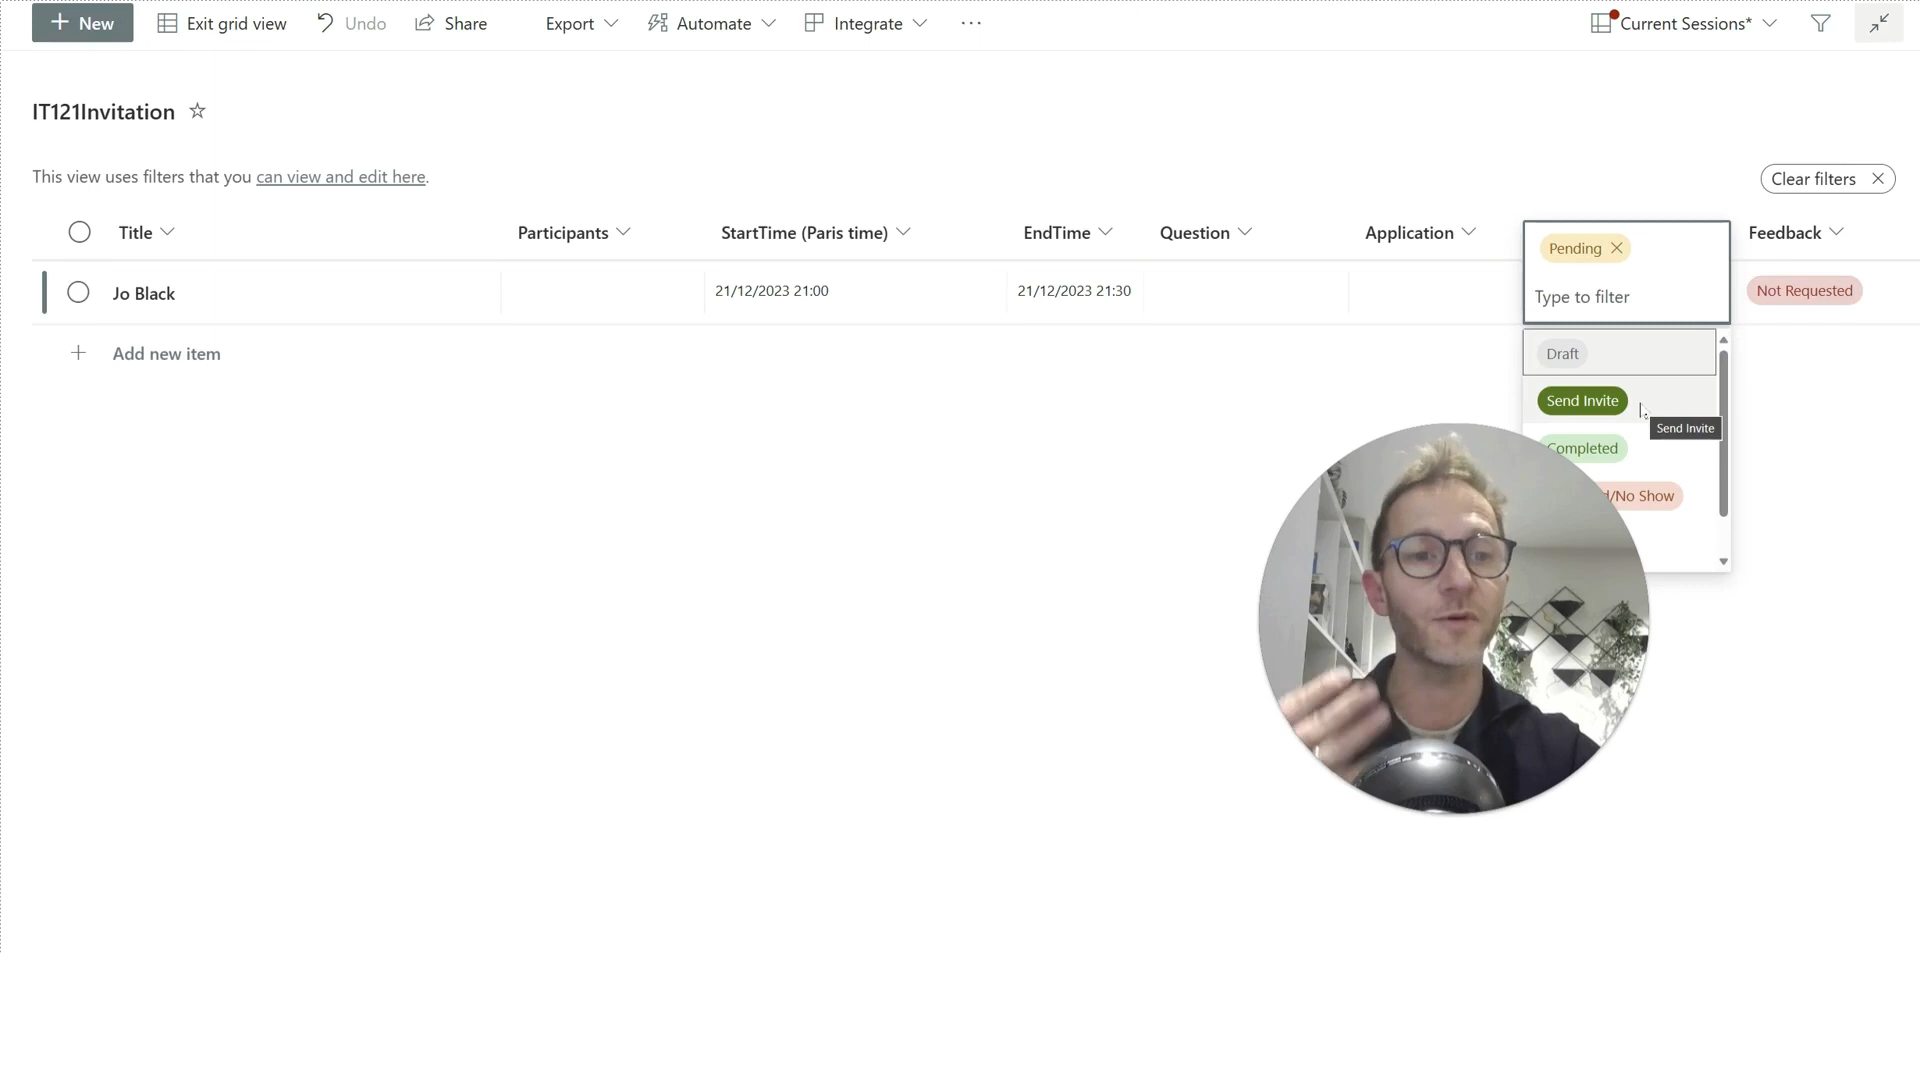 New
Exit grid view
Undo
Share
Export
Automate
Integrate
Current Sessions*
IT121Invitation
This view uses filters that you can view and edit here.
Clear filters
Title
Participants
StartTime (Paris time)
EndTime
Question
Application
Pending
Feedback
Jo Black
21/12/2023 21:00
21/12/2023 21:30
Type to filter
Not Requested
Add new item
Draft
Send Invite
Send Invite
Completed
/No Show